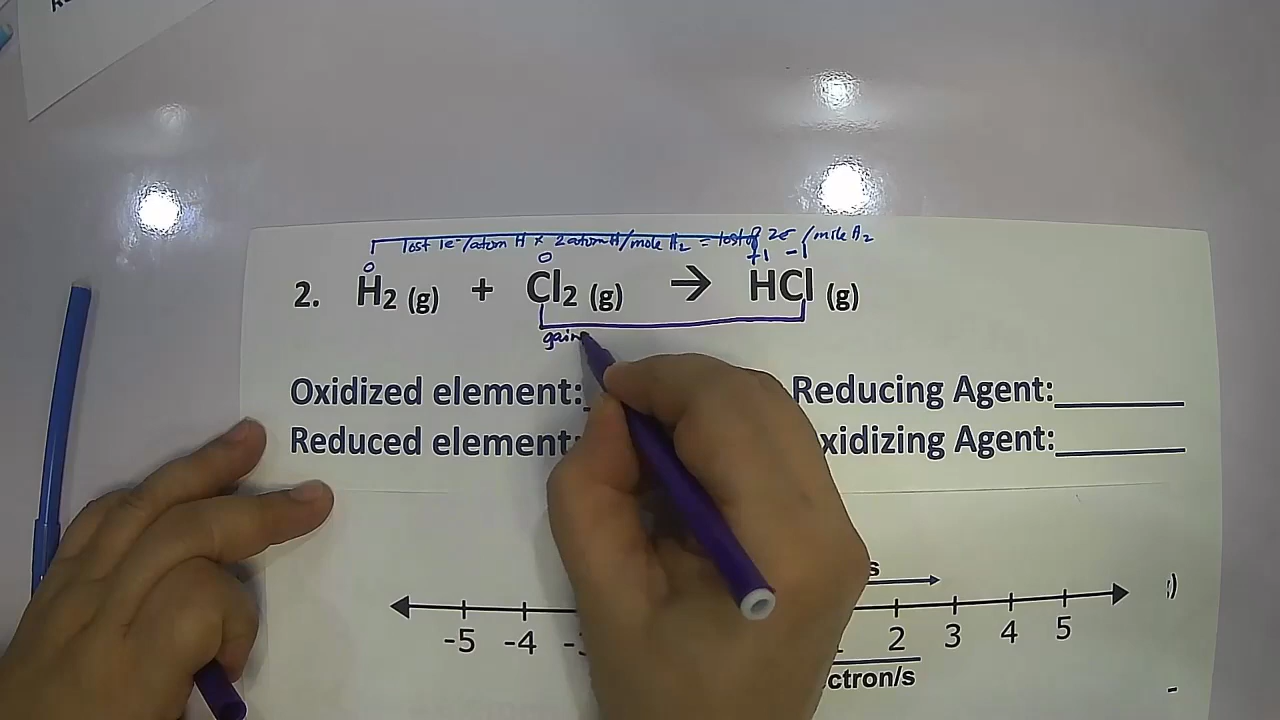 lost 1e⁻/atom H × 2 atom H/mole H₂ = lost of 2e⁻/mole H₂
0 0 +1 -1
2. H₂ (g) + Cl₂ (g) → HCl (g)
gain
Oxidized element: Reducing Agent:
Reduced element: xidizing Agent:
s
-5 -4 2 3 4 5
ctron/s